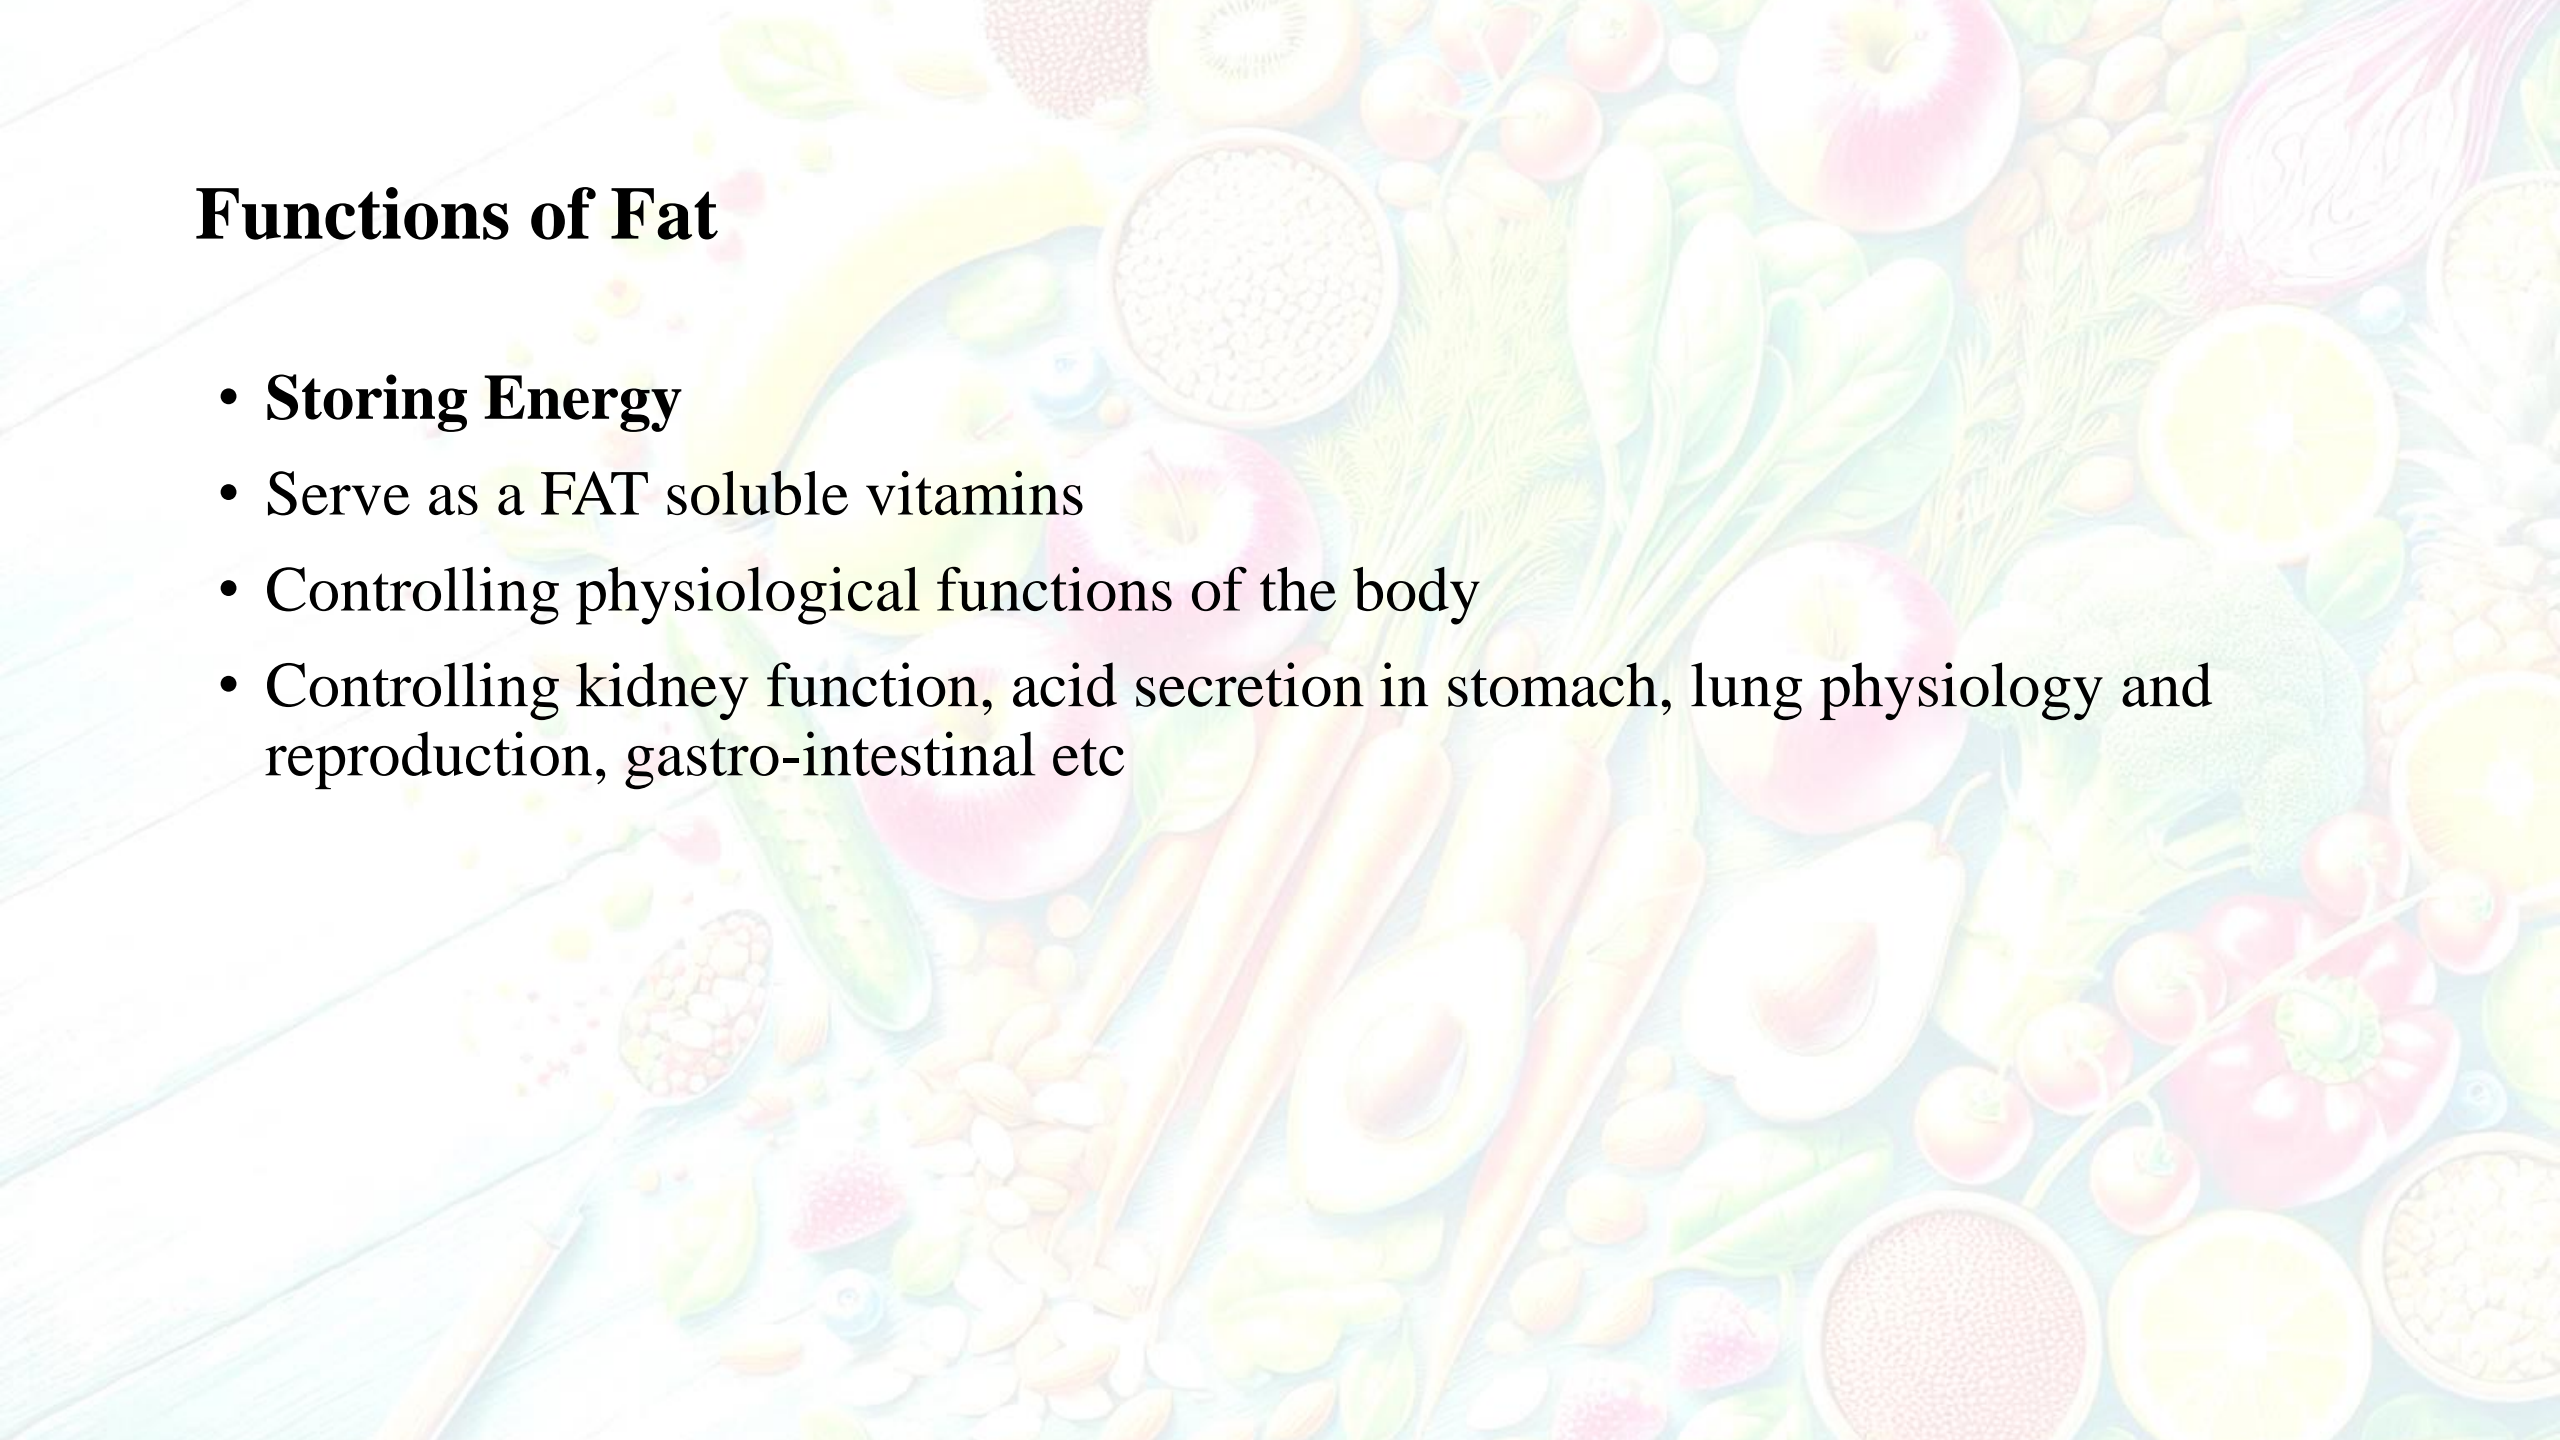 Functions of Fat
• Storing Energy
• Serve as a FAT soluble vitamins
• Controlling physiological functions of the body
• Controlling kidney function, acid secretion in stomach, lung physiology and
reproduction, gastro-intestinal etc